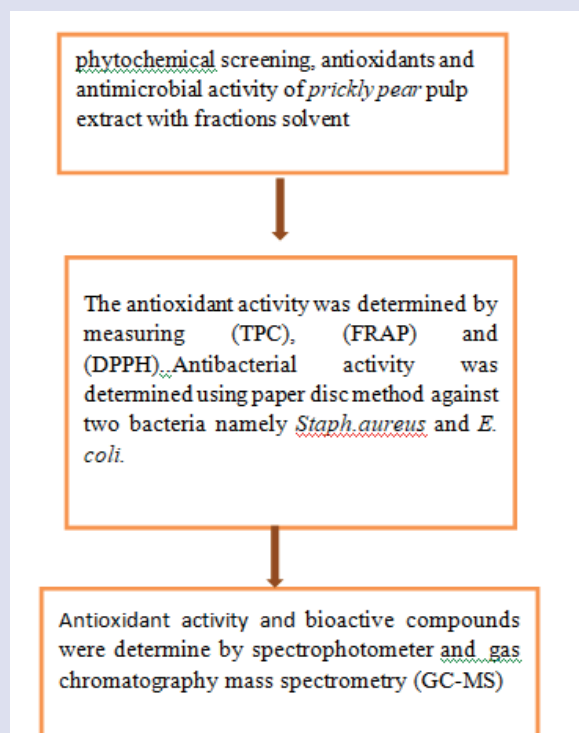 phytochemical screening, antioxidants and
antimicrobial activity of prickly pear pulp
extract with fractions solvent
The antioxidant activity was determined by
measuring (TPC), (FRAP) and
(DPPH)..Antibacterial activity was
determined using paper disc method against
two bacteria namely Staph.aureus and E.
coli.
Antioxidant activity and bioactive compounds
were determine by spectrophotometer and gas
chromatography mass spectrometry (GC-MS)